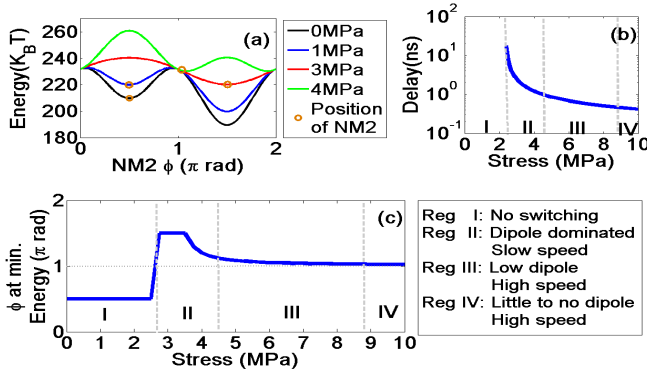 260
240
220
200
180
Energy(K_BT)
(a)
0
1
2
NM2 ϕ (π rad)
0MPa
1MPa
3MPa
4MPa
Position
of NM2
10^2
10^1
10^0
10^-1
Delay(ns)
(b)
I II III IV
0 2 4 6 8 10
Stress (MPa)
2
1
0
ϕ at min.
Energy (π rad)
(c)
I II III IV
0 1 2 3 4 5 6 7 8 9 10
Stress (MPa)
Reg I: No switching
Reg II: Dipole dominated
Slow speed
Reg III: Low dipole
High speed
Reg IV: Little to no dipole
High speed